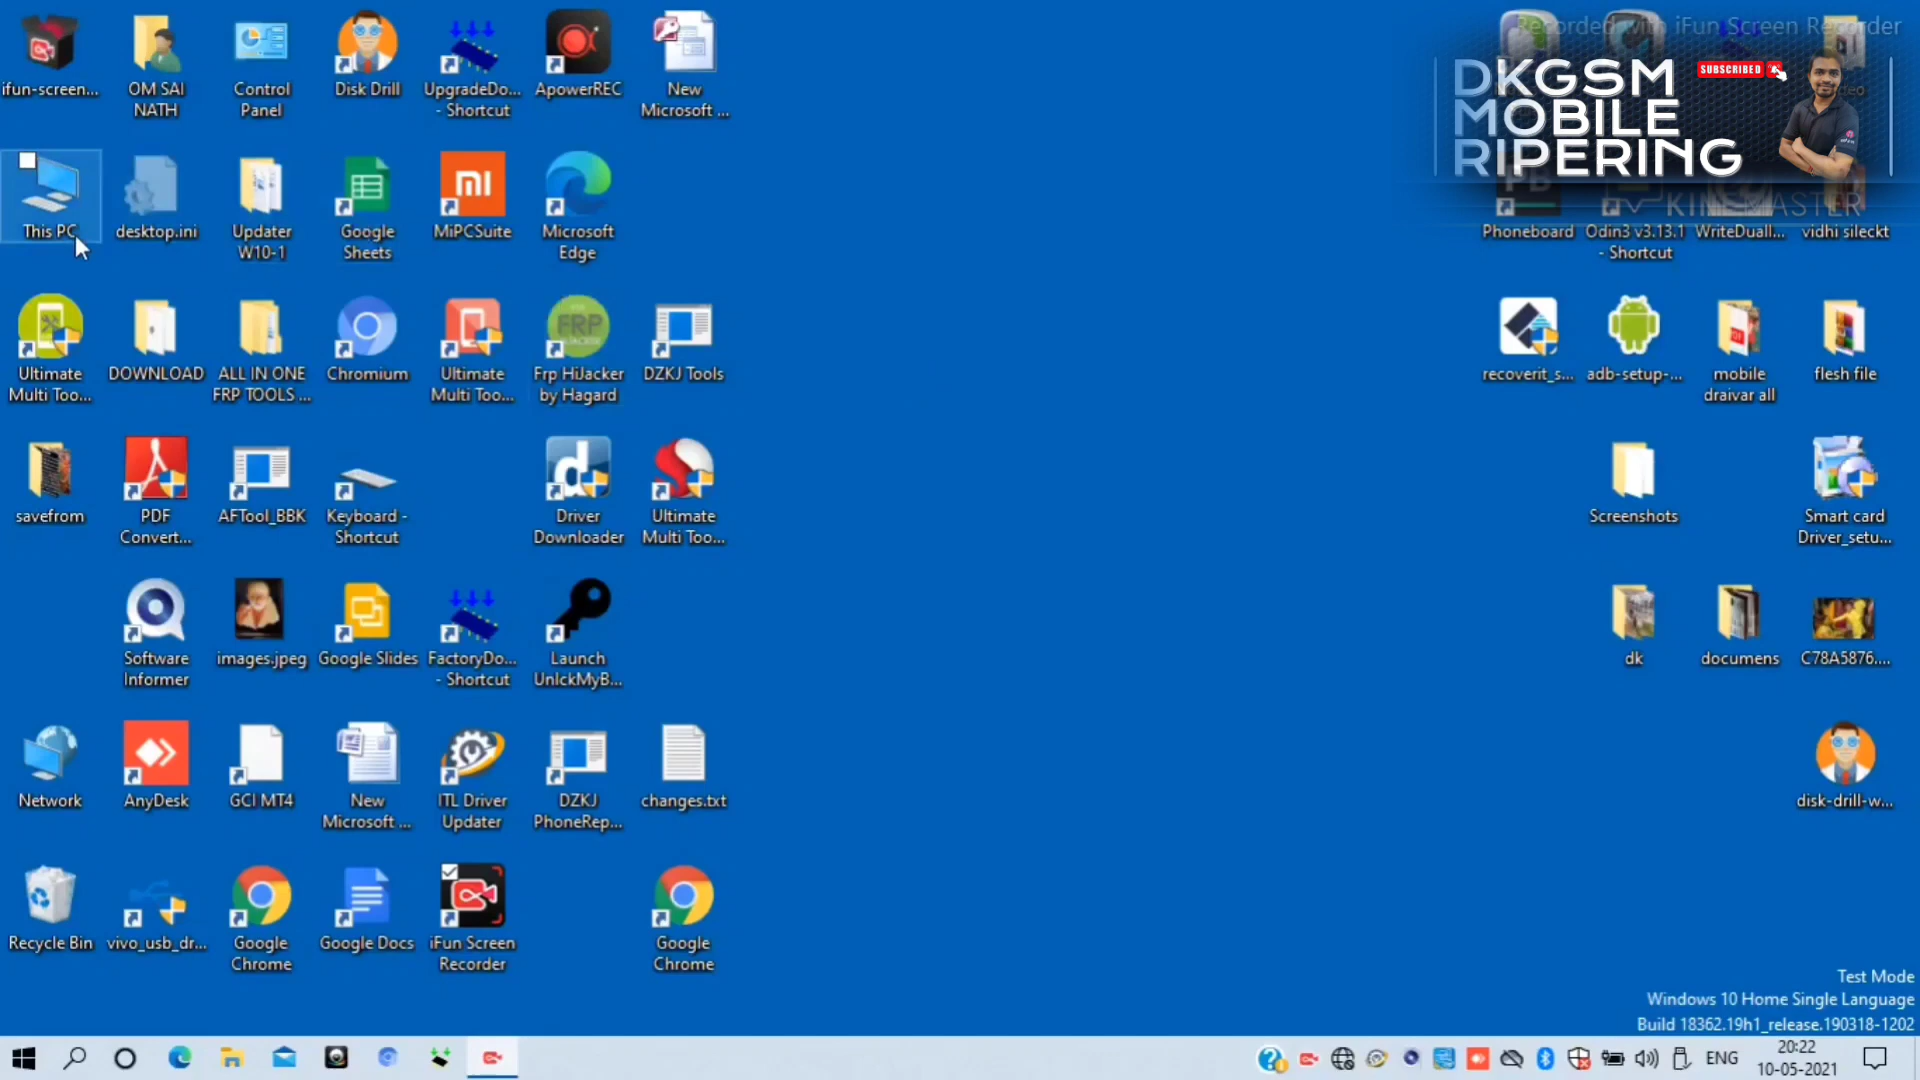 Recorded with iFun Screen Recorder
DKGSM
MOBILE
RIPERING
SUBSCRIBED
KINEMASTER
ifun-screen...
OM SAI
NATH
Control
Panel
Disk Drill
UpgradeDo...
- Shortcut
ApowerREC
New
Microsoft ...
This PC
desktop.ini
Updater
W10-1
Google
Sheets
MiPCSuite
Microsoft
Edge
Phoneboard
Odin3 v3.13.1
- Shortcut
WriteDuall...
vidhi sileckt
Ultimate
Multi Too...
DOWNLOAD
ALL IN ONE
FRP TOOLS ...
Chromium
Ultimate
Multi Too...
FRP
Frp HiJacker
by Hagard
DZKJ Tools
recoverit_s...
adb-setup-...
mobile
draivar all
flesh file
savefrom
PDF
Convert...
AFTool_BBK
Keyboard -
Shortcut
Driver
Downloader
Ultimate
Multi Too...
Screenshots
Smart card
Driver_setu...
Software
Informer
images.jpeg
Google Slides
FactoryDo...
- Shortcut
Launch
UnlckMyB...
dk
documens
C78A5876....
Network
AnyDesk
GCI MT4
New
Microsoft ...
ITL Driver
Updater
DZKJ
PhoneRep...
changes.txt
disk-drill-w...
Recycle Bin
vivo_usb_dr...
Google
Chrome
Google Docs
iFun Screen
Recorder
Google
Chrome
Test Mode
Windows 10 Home Single Language
Build 18362.19h1_release.190318-1202
ENG
20:22
10-05-2021